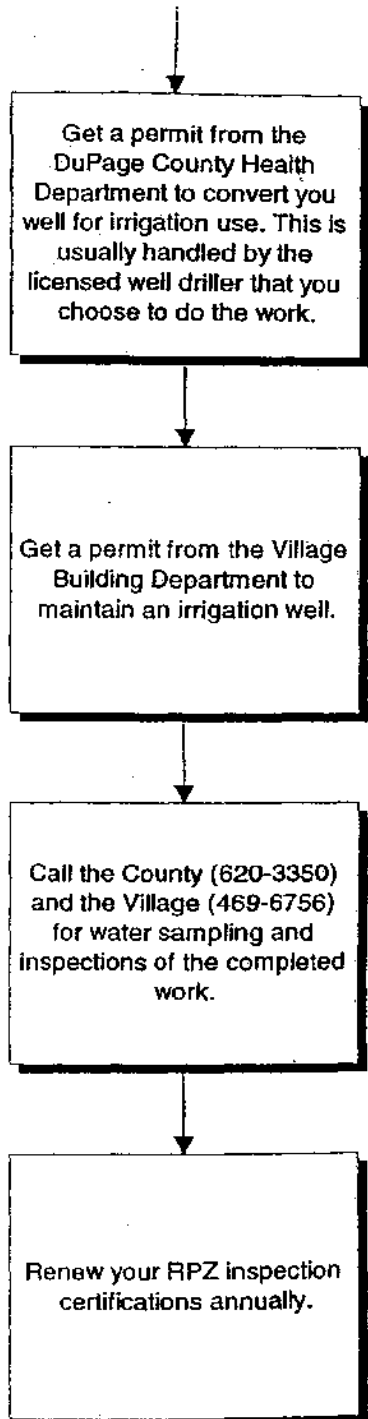 Get a permit from the
DuPage County Health
Department to convert you
well for irrigation use. This is
usually handled by the
licensed well driller that you
choose to do the work.
Get a permit from the Village
Building Department to
maintain an irrigation well.
Call the County (620-3350)
and the Village (469-6756)
for water sampling and
inspections of the completed
work.
Renew your RPZ inspection
certifications annually.